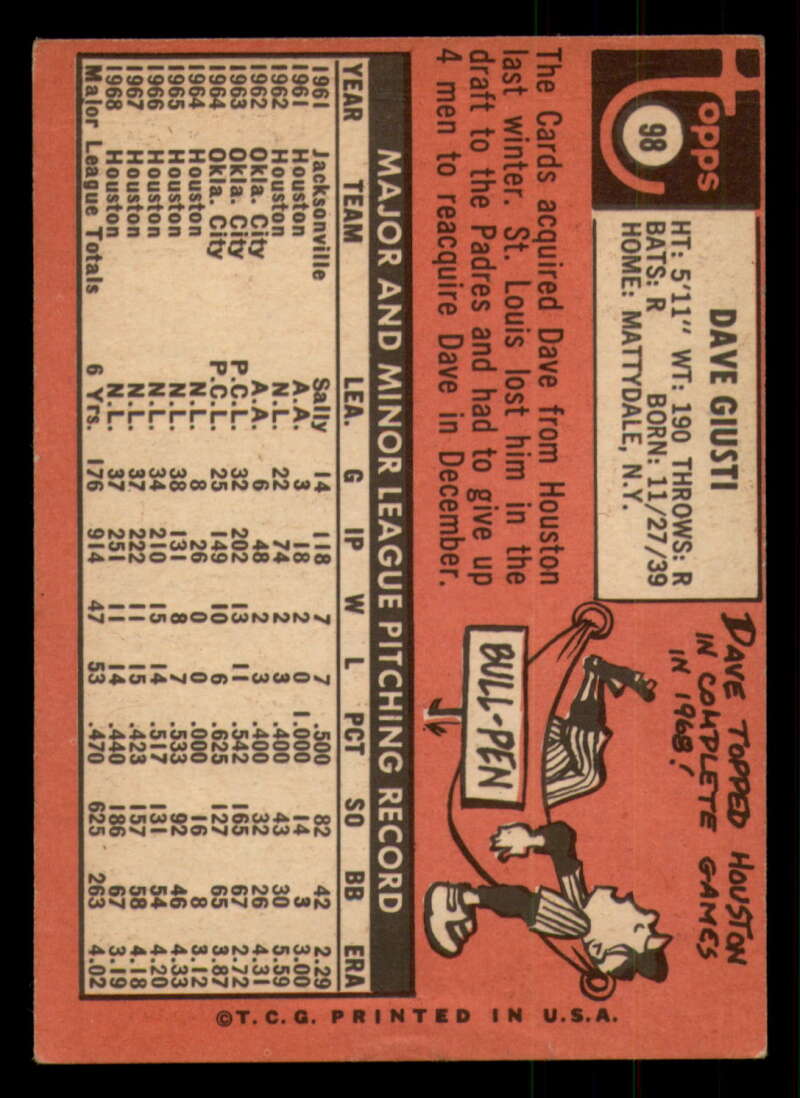 Topps
98
DAVE GIUSTI
HT: 5'11" WT: 190 THROWS: R
BATS: R BORN: 11/27/39
HOME: MATTYDALE, N.Y.
The Cards acquired Dave from Houston
last winter. St. Louis lost him in the
draft to the Padres and had to give up
4 men to reacquire Dave in December.
DAVE TOPPED HOUSTON
IN COMPLETE GAMES
IN 1968!
BULL-PEN
MAJOR AND MINOR LEAGUE PITCHING RECORD
YEAR TEAM LEA. G IP W L PCT SO BB ERA
1961 Jacksonville Sally 14 118 7 7 .500 82 42 2.29
1961 Houston A.A. 3 18 2 0 1.000 14 3 3.00
1962 Houston N.L. 22 74 2 3 .400 43 30 5.59
1962 Okla. City A.A. 6 48 2 3 .400 32 26 4.31
1963 Okla. City P.C.L. 32 202 13 11 .542 165 67 2.72
1964 Okla. City P.C.L. 25 149 10 6 .625 127 65 3.87
1964 Houston N.L. 8 26 0 0 .000 16 8 3.12
1965 Houston N.L. 38 131 8 7 .533 92 46 4.33
1966 Houston N.L. 34 210 15 14 .517 131 54 4.20
1967 Houston N.L. 37 222 11 15 .423 157 58 4.18
1968 Houston N.L. 37 251 11 14 .440 186 67 3.19
Major League Totals 6 Yrs. 176 914 47 53 .470 625 263 4.02
©T.C.G. PRINTED IN U.S.A.